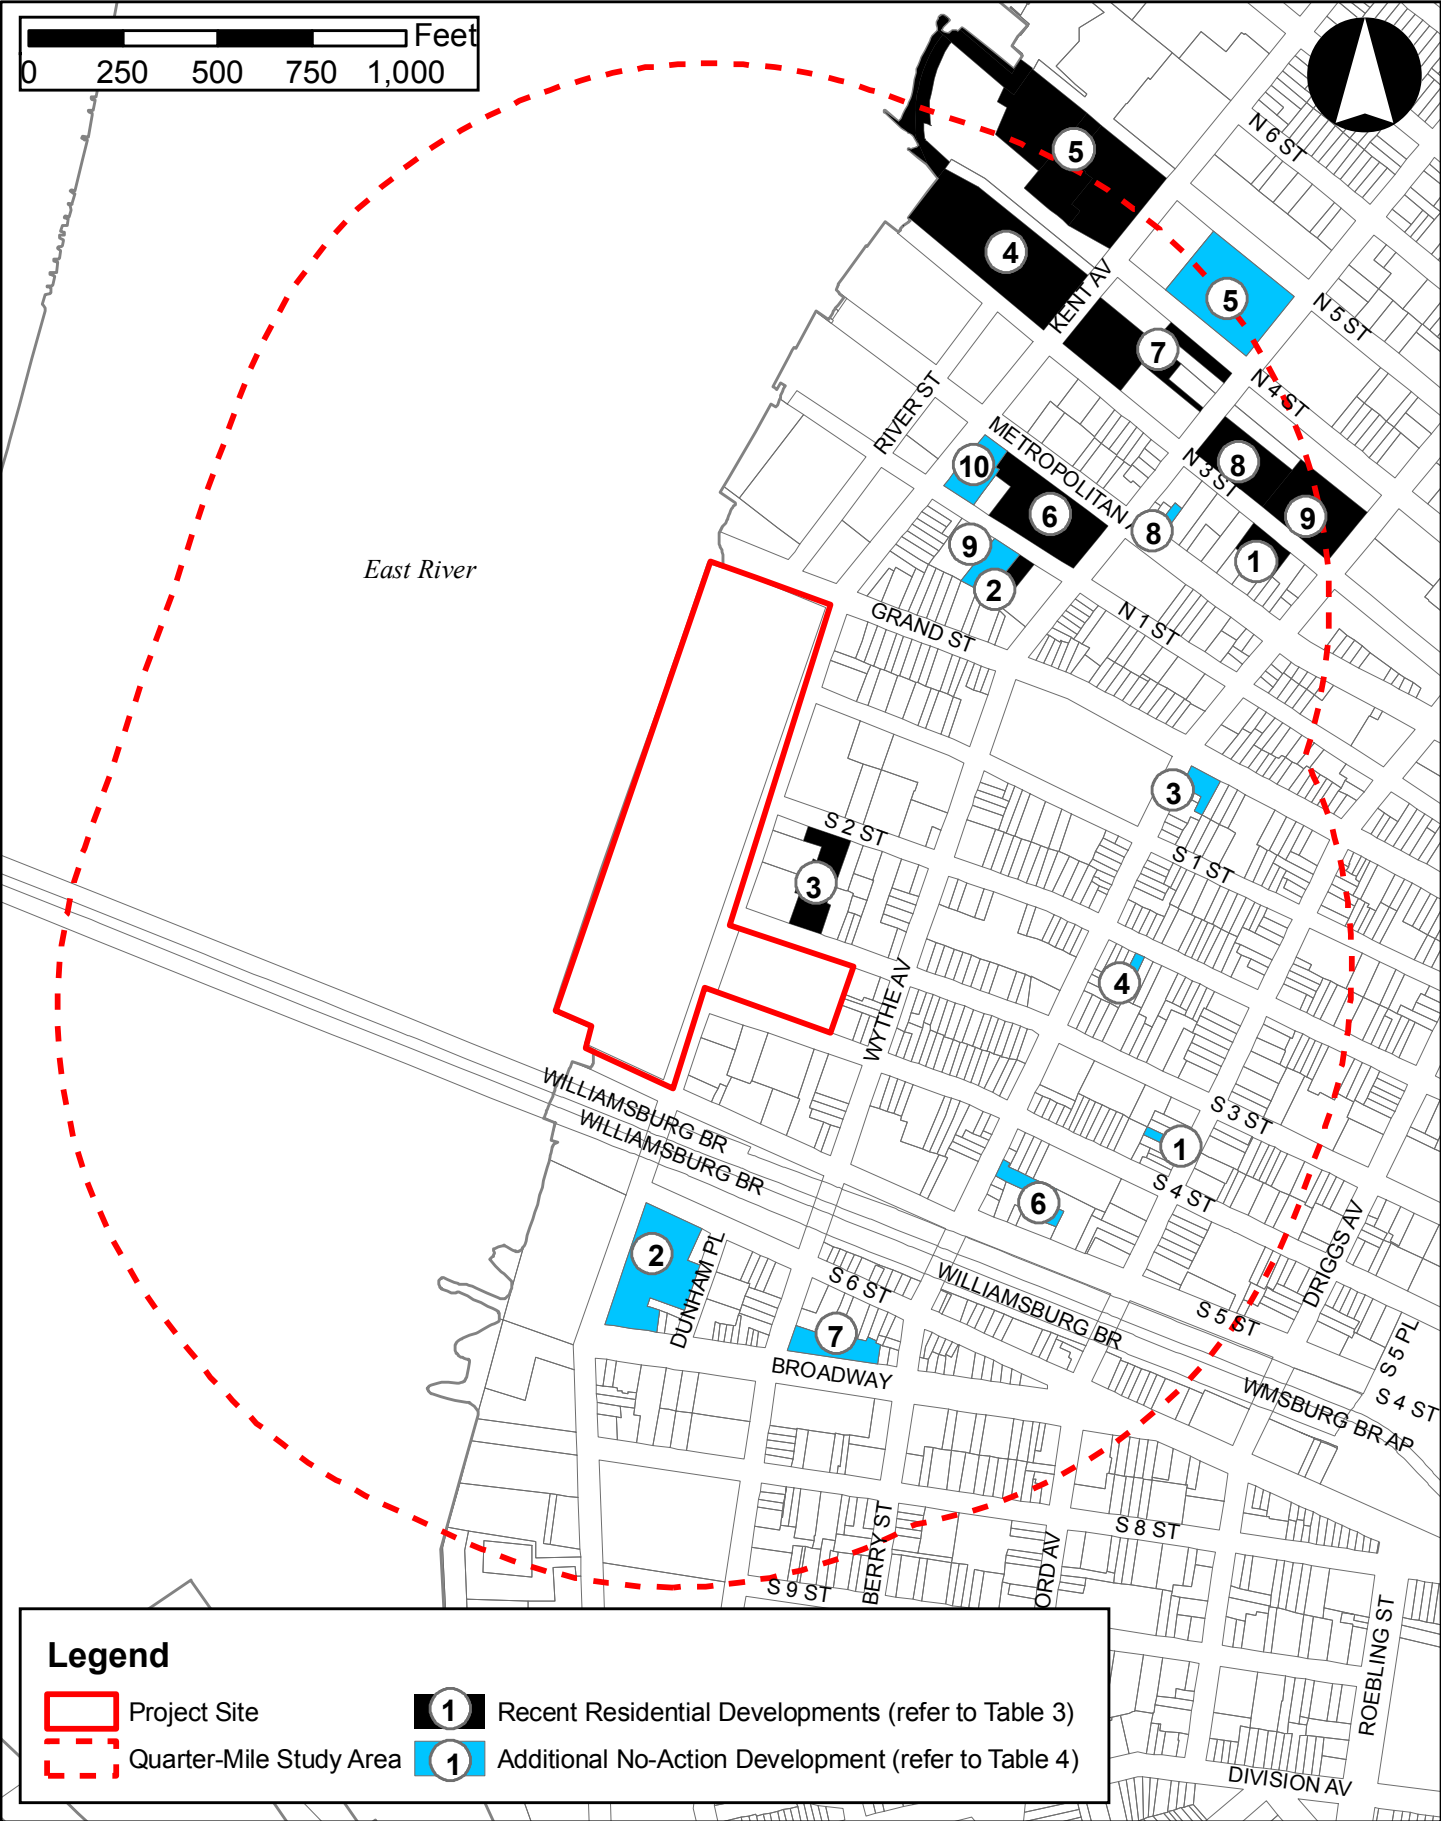 Feet
0 250 500 750 1,000
N 6 ST
5
4
KENT AV
5
N 5 ST
7
N 4 ST
RIVER ST
METROPOLITAN A
10
8
N 3 ST
6
9
8
9
1
2
East River
GRAND ST
N 1 ST
3
S 2 ST
S 1 ST
3
4
WYTHE AV
WILLIAMSBURG BR
WILLIAMSBURG BR
S 3 ST
1
S 4 ST
6
DRIGGS AV
2
DUNHAM PL
S 6 ST
WILLIAMSBURG BR
S 5 ST
7
BROADWAY
S 5 PL
S 4 ST
WMSBURG BR AP
S 8 ST
BERRY ST
ORD AV
S 9 ST
ROEBLING ST
DIVISION AV
Legend
Project Site
1 Recent Residential Developments (refer to Table 3)
Quarter-Mile Study Area
1 Additional No-Action Development (refer to Table 4)